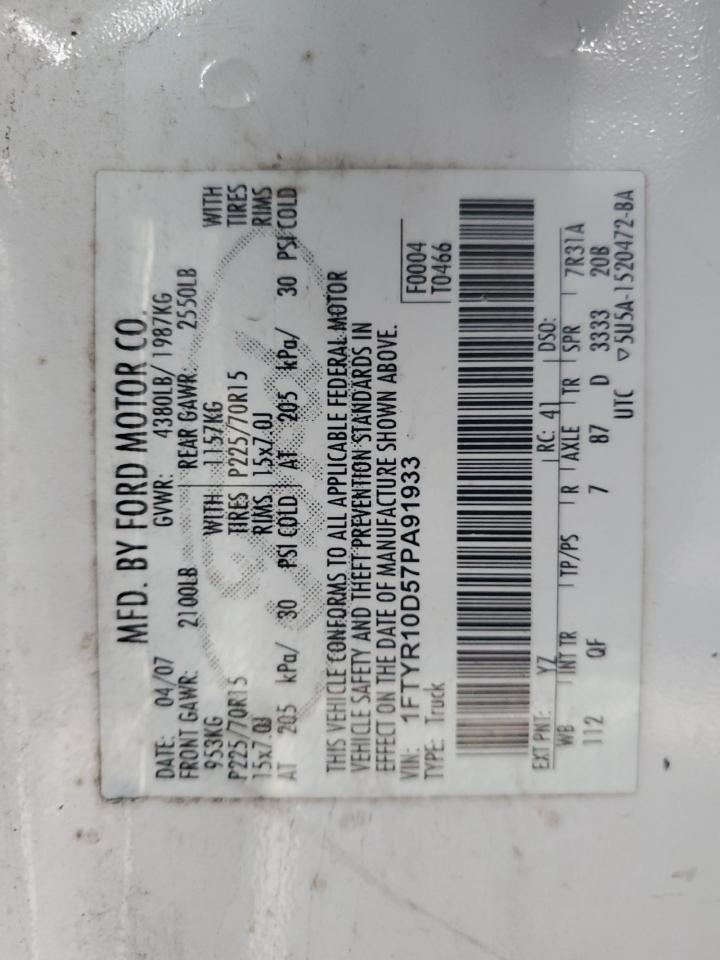 MFD. BY FORD MOTOR CO.
DATE: 04/07 GVWR: 4380LB/ 1987KG
FRONT GAWR: 2100LB REAR GAWR: 2550LB
953KG WITH 1157KG WITH
P225/70R15 TIRES P225/70R15 TIRES
15x7.0J RIMS 15x7.0J RIMS
AT 205 kPa/ 30 PSI COLD AT 205 kPa/ 30 PSI COLD
THIS VEHICLE CONFORMS TO ALL APPLICABLE FEDERAL MOTOR
VEHICLE SAFETY AND THEFT PREVENTION STANDARDS IN
EFFECT ON THE DATE OF MANUFACTURE SHOWN ABOVE.
VIN: 1FTYR10D57PA91933 F0004
TYPE: Truck T0466
EXT PNT: YZ RC: 41 DSO:
WB INT TR TP/PS R AXLE TR SPR 7R31A
112 QF 7 87 D 3333 20B
UTC ▽5U5A-1520472-BA